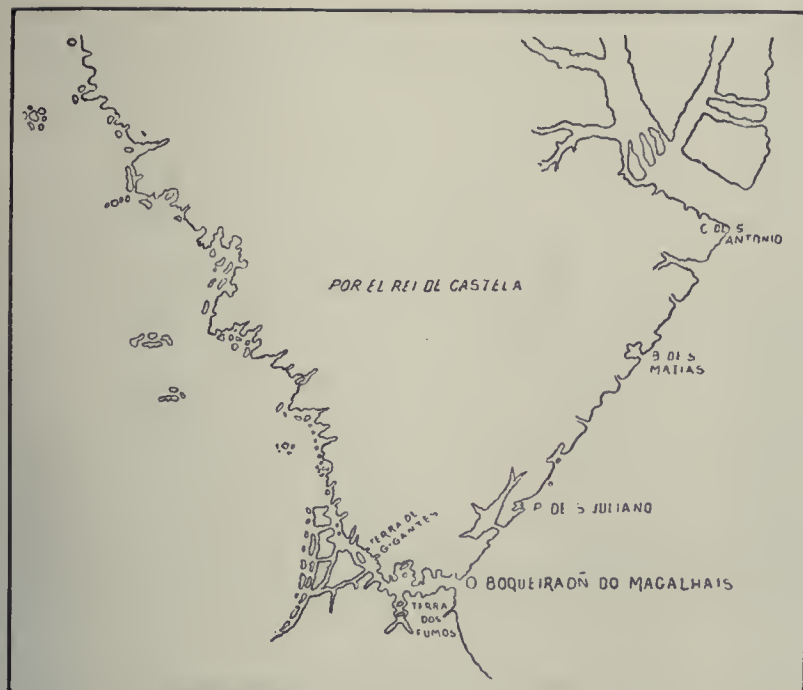 C. DE S
ANTONIO
POR EL REI DE CASTELA
B DE S
MATIAS
P. DE S JULIANO
TERRA DE
GIGANTES
O BOQUEIRAOÑ DO MAGALHAIS
TERRA
DOS
FUMOS